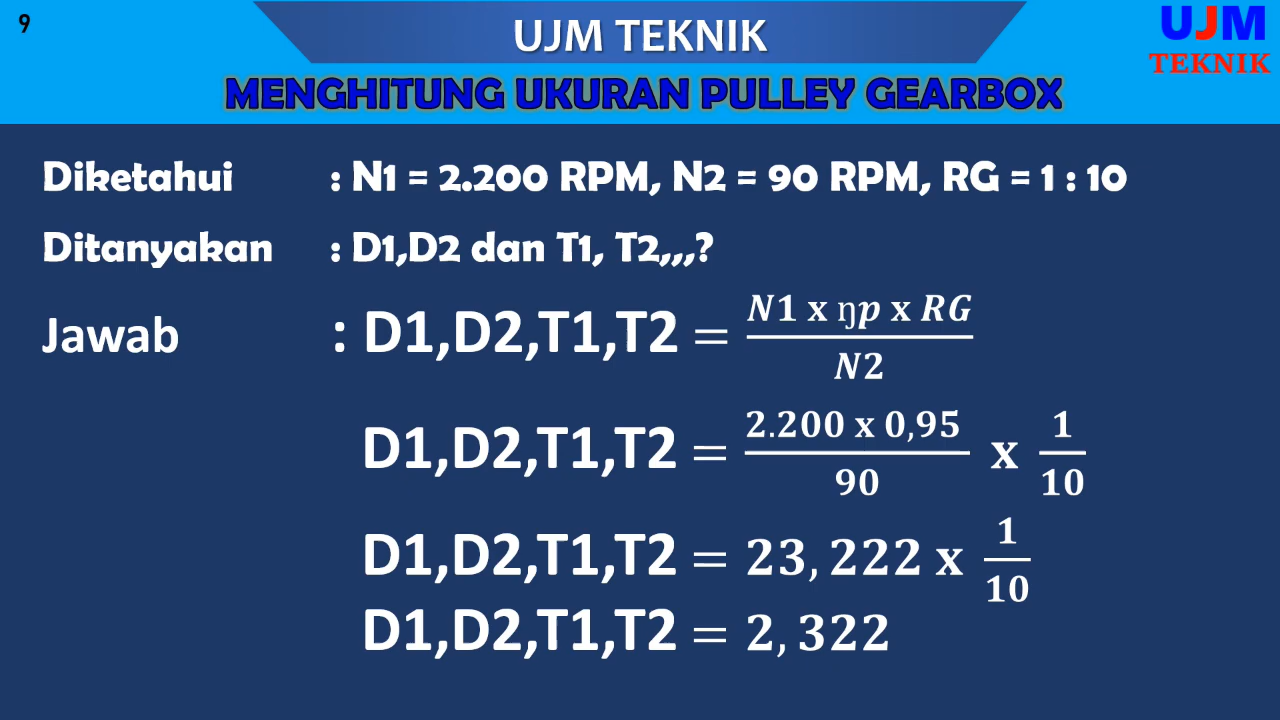 9
UJM TEKNIK
UJM
TEKNIK
MENGHITUNG UKURAN PULLEY GEARBOX
Diketahui : N1 = 2.200 RPM, N2 = 90 RPM, RG = 1 : 10
Ditanyakan : D1,D2 dan T1, T2,,,?
Jawab : D1,D2,T1,T2 = N1 x ŋp x RG / N2
D1,D2,T1,T2 = 2.200 x 0,95 / 90 x 1 / 10
D1,D2,T1,T2 = 23,222 x 1 / 10
D1,D2,T1,T2 = 2,322